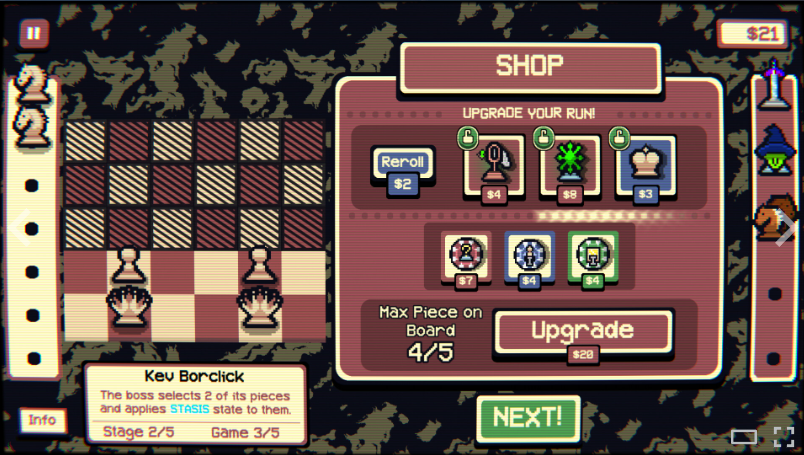 $21
SHOP
UPGRADE YOUR RUN!
Reroll
$2
$4
$8
$3
$7
$4
$4
Max Piece on
Board
4/5
Upgrade
$20
Kev Borclick
The boss selects 2 of its pieces
and applies STASIS state to them.
Stage 2/5 Game 3/5
Info
NEXT!